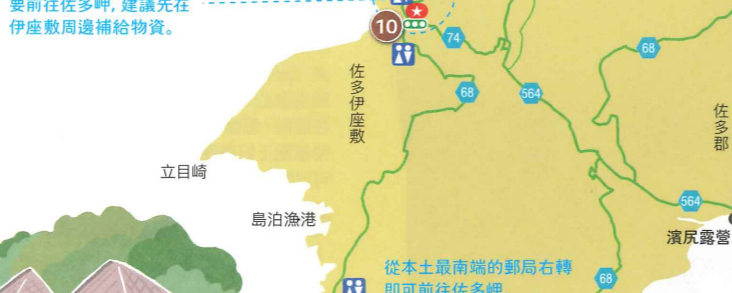 要前往佐多岬, 建議先在
伊座敷周邊補給物資。
10
74
68
68
564
佐多伊座敷
佐多郡
立目崎
564
島泊漁港
濱尻露營
從本土最南端的郵局右轉
即可前往佐多岬
68